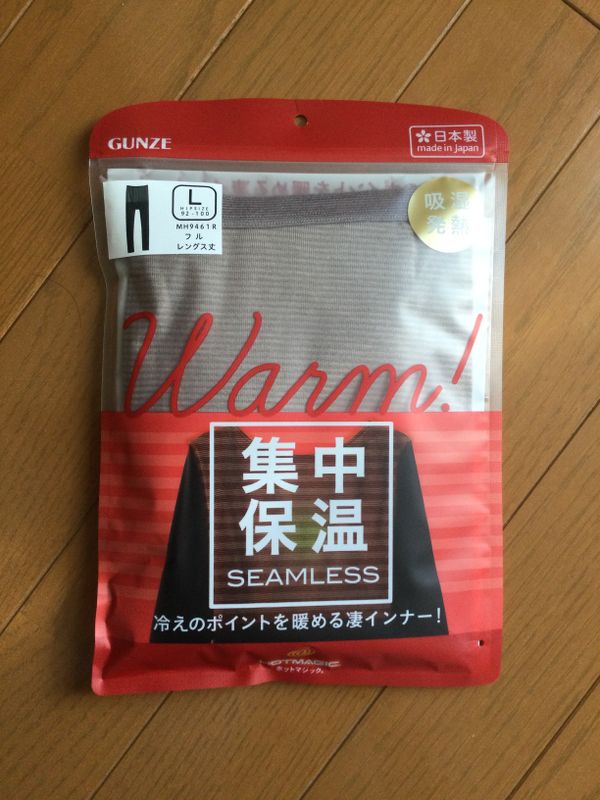 GUNZE
日本製
made in Japan
L
HIPSIZE
92-100
MH9461R
フル
レングス丈
吸湿
発熱
Warm!
集中
保温
SEAMLESS
冷えのポイントを暖める凄インナー!
HOTMAGIC
ホットマジック®